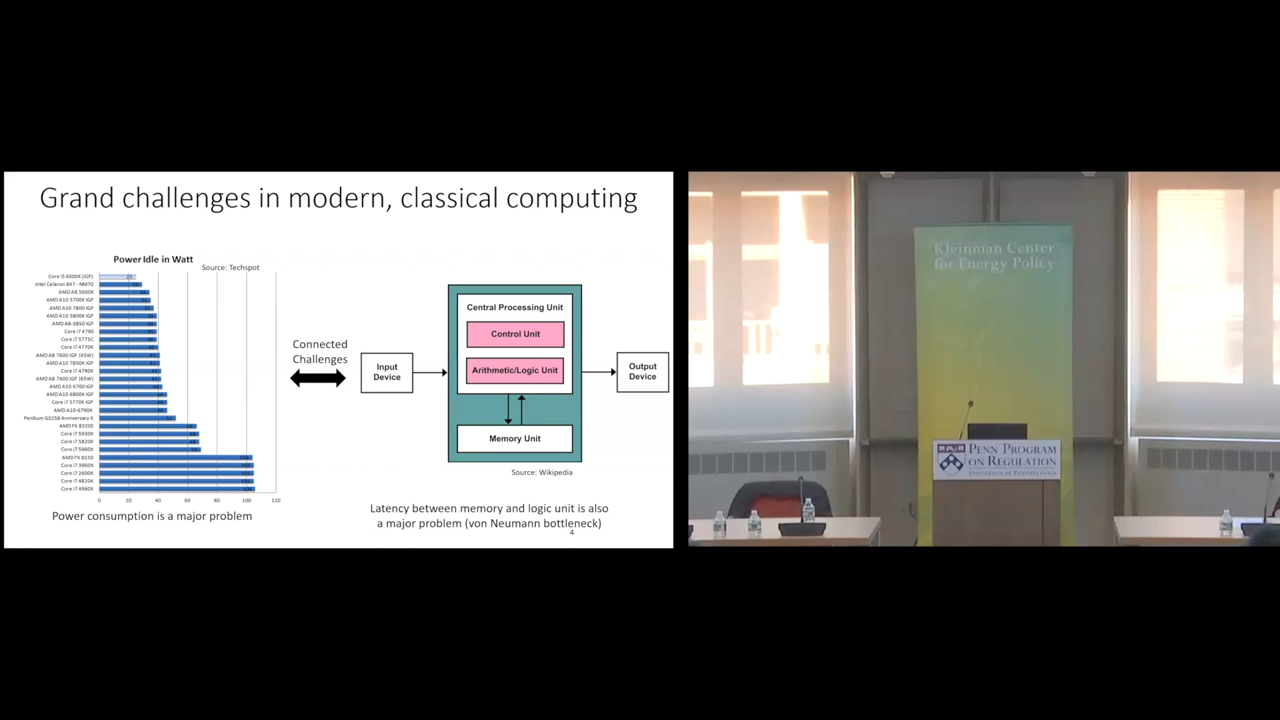 Grand challenges in modern, classical computing
Power Idle in Watt
Source: Techspot
Core i5 6600K (IGP)
Intel Celeron 847 - NM70
AMD A8 5600K
AMD A10 5700K IGP
AMD A10 7800 IGP
AMD A10 5800K IGP
AMD A8-3850 IGP
Core i7 4790
Core i7 5775C
Core i7 4770K
AMD A8 7600 IGP (45W)
AMD A10 7850K IGP
Core i7 4790K
AMD A8 7600 IGP (65W)
AMD A10 6700 IGP
AMD A10 6800K IGP
Core i7 3770K IGP
AMD A10-6790K
Pentium G3258 Anniversary K
AMD FX 8320E
Core i7 5930K
Core i7 5820K
Core i7 5960X
AMD FX 8150
Core i7 3960X
Core i7 2600K
Core i7 4820K
Core i7 4960X
0 20 40 60 80 100 120
Power consumption is a major problem
Connected
Challenges
Input
Device
Central Processing Unit
Control Unit
Arithmetic/Logic Unit
Memory Unit
Output
Device
Source: Wikipedia
Latency between memory and logic unit is also
a major problem (von Neumann bottleneck)
4
Kleinman Center
for Energy Policy
PENN PROGRAM
ON REGULATION
UNIVERSITY OF PENNSYLVANIA